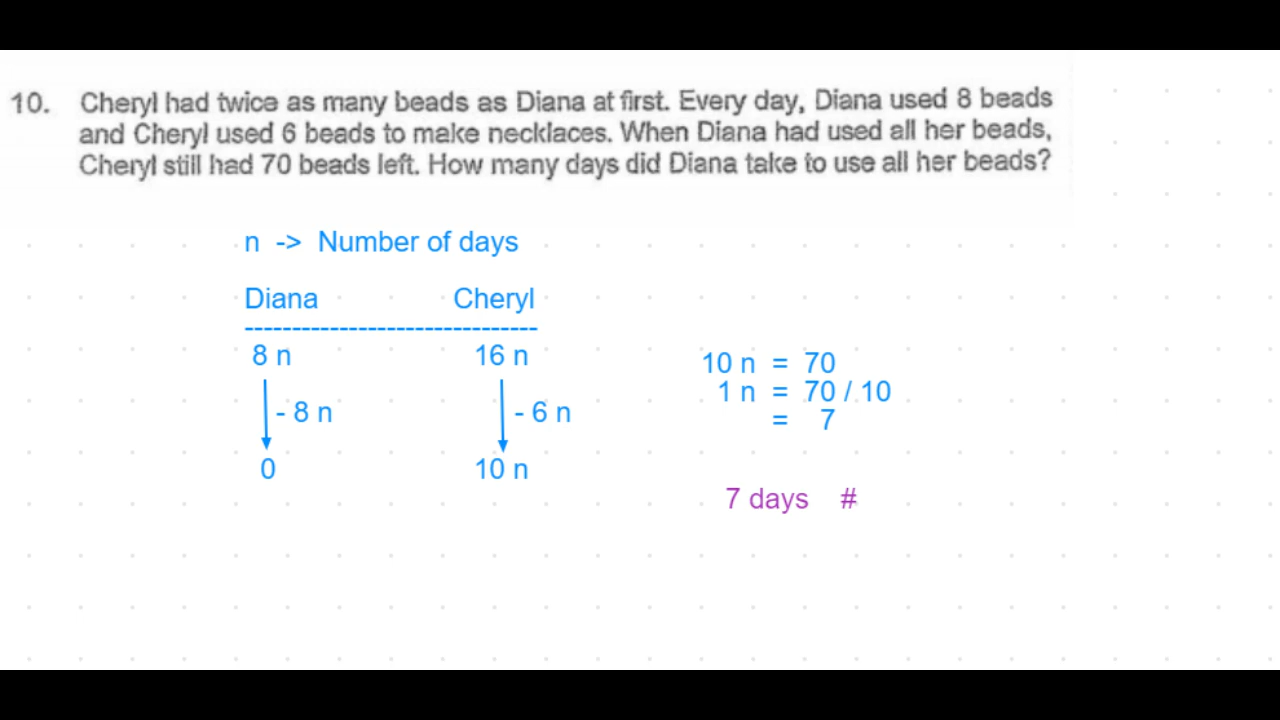 10. Cheryl had twice as many beads as Diana at first. Every day, Diana used 8 beads
and Cheryl used 6 beads to make necklaces. When Diana had used all her beads,
Cheryl still had 70 beads left. How many days did Diana take to use all her beads?
n -> Number of days
Diana Cheryl
-------------------------------
8 n 16 n
- 8 n - 6 n
0 10 n
10 n = 70
1 n = 70 / 10
= 7
7 days #